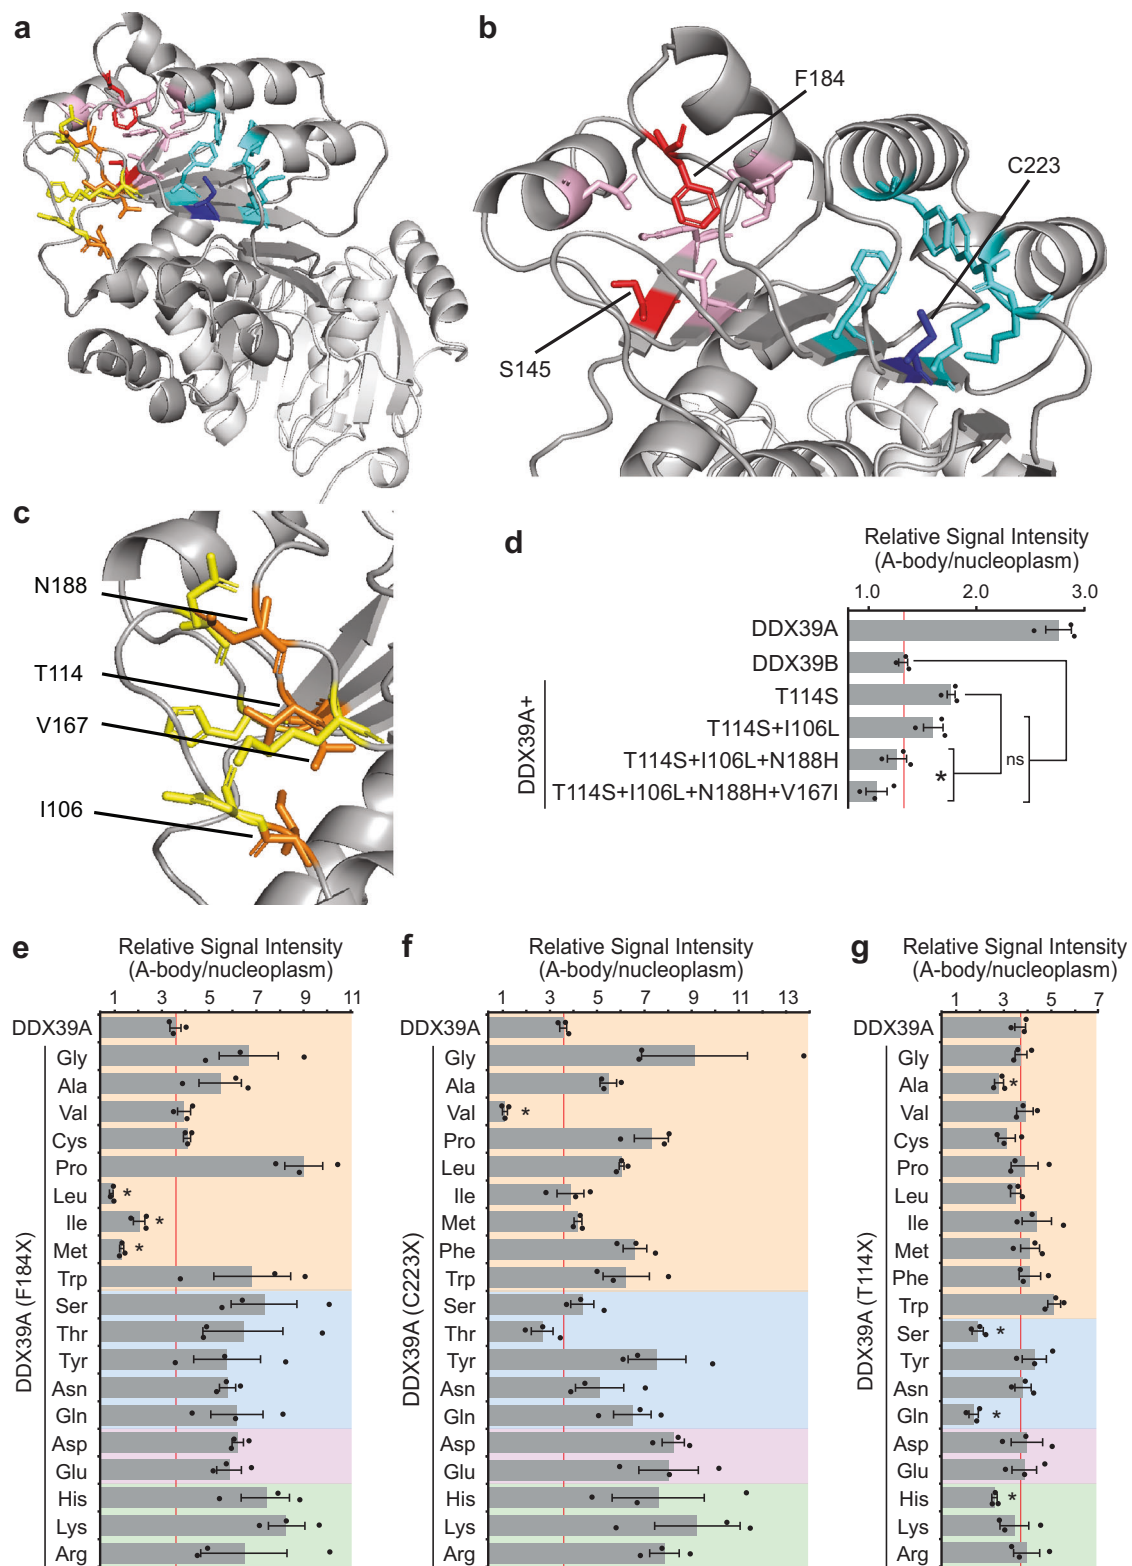 a
b
F184
C223
S145
c
N188
T114
V167
I106
d
Relative Signal Intensity
(A-body/nucleoplasm)
1.0 2.0 3.0
DDX39A
DDX39B
DDX39A+
T114S
T114S+I106L
T114S+I106L+N188H
T114S+I106L+N188H+V167I
*
ns
e
Relative Signal Intensity
(A-body/nucleoplasm)
1 3 5 7 9 11
DDX39A
DDX39A (F184X)
Gly
Ala
Val
Cys
Pro
Leu *
Ile *
Met *
Trp
Ser
Thr
Tyr
Asn
Gln
Asp
Glu
His
Lys
Arg
f
Relative Signal Intensity
(A-body/nucleoplasm)
1 3 5 7 9 11 13
DDX39A
DDX39A (C223X)
Gly
Ala
Val *
Pro
Leu
Ile
Met
Phe
Trp
Ser
Thr
Tyr
Asn
Gln
Asp
Glu
His
Lys
Arg
g
Relative Signal Intensity
(A-body/nucleoplasm)
1 3 5 7
DDX39A
DDX39A (T114X)
Gly
Ala *
Val
Cys
Pro
Leu
Ile
Met
Phe
Trp
Ser *
Tyr
Asn
Gln *
Asp
Glu
His *
Lys
Arg